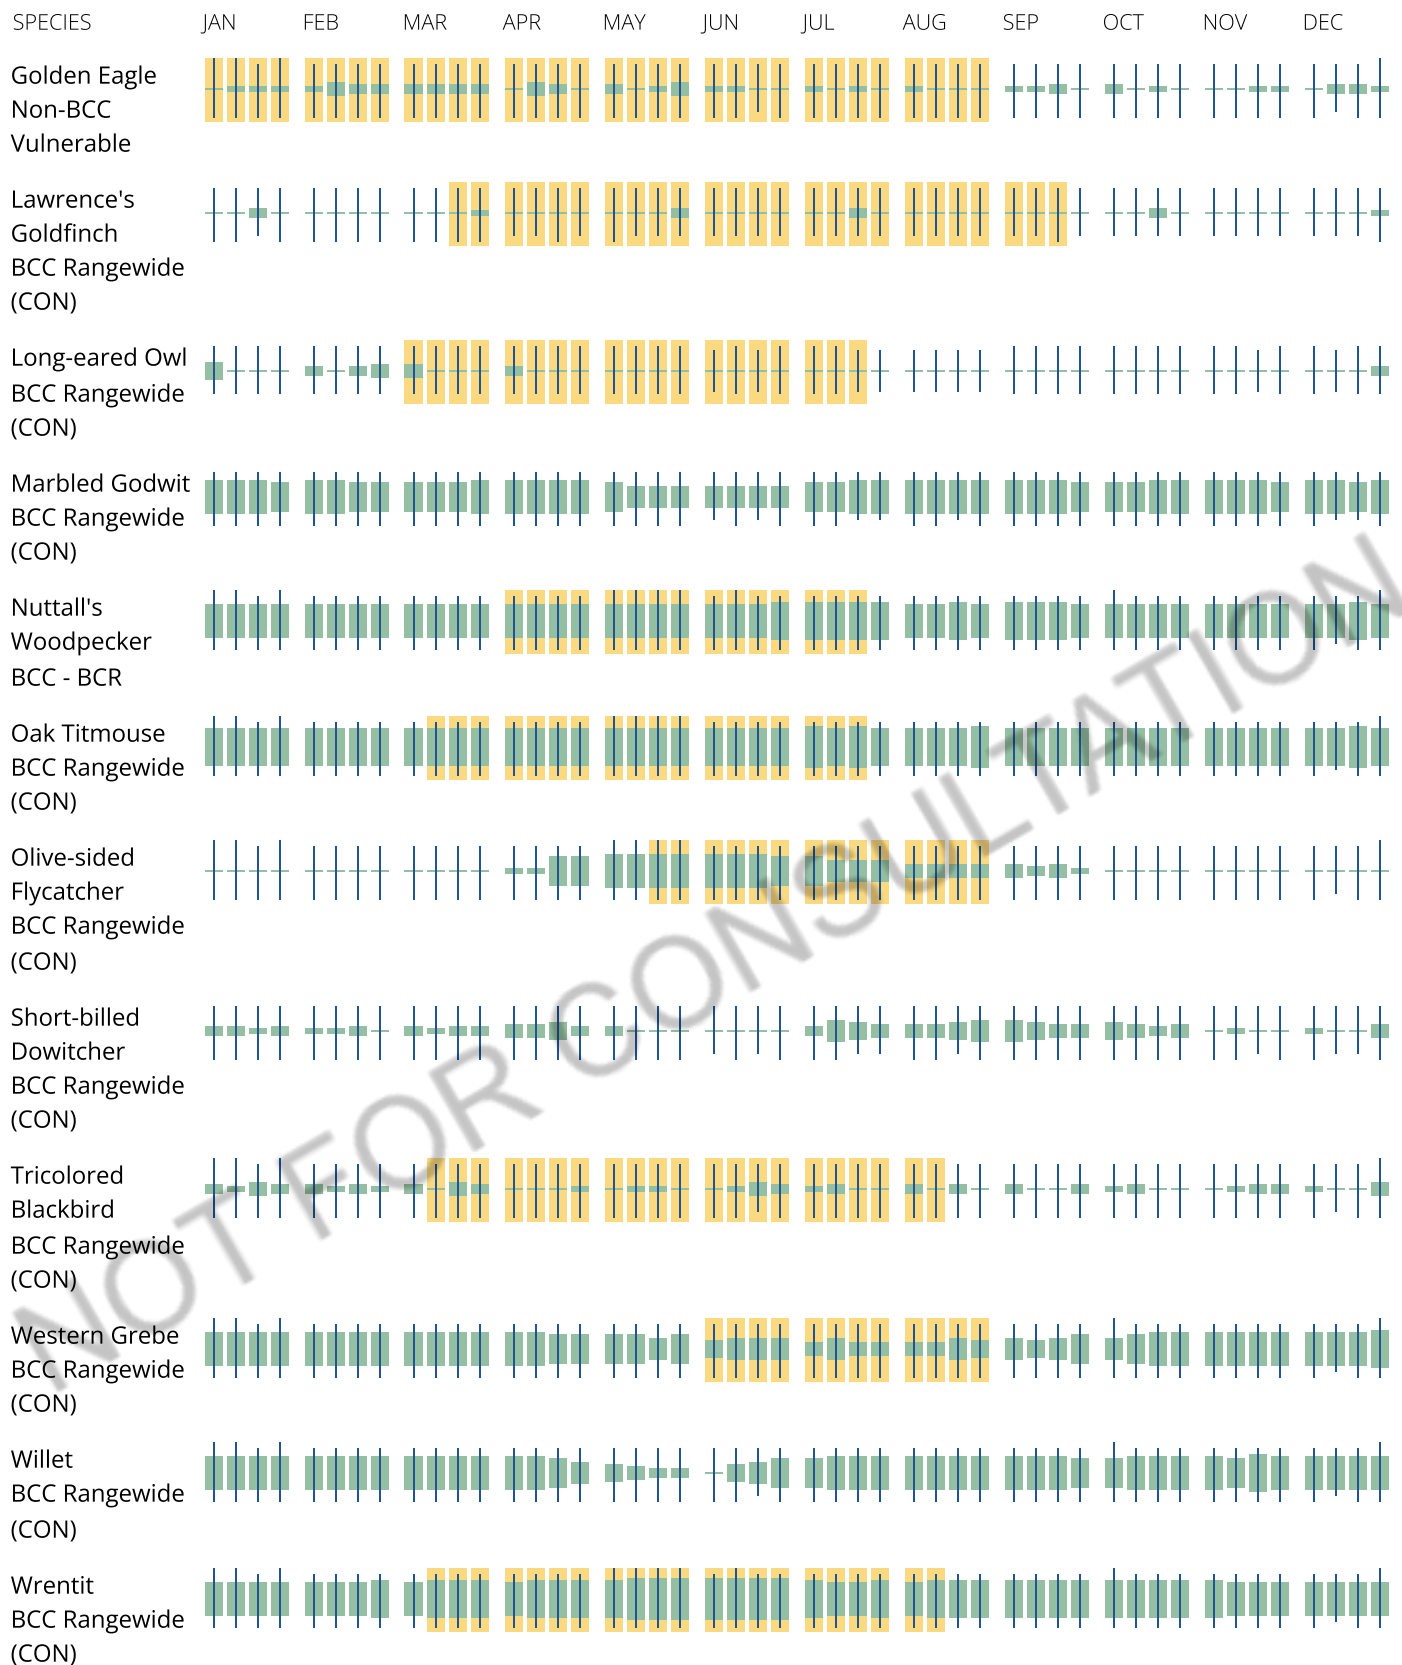 SPECIES JAN FEB MAR APR MAY JUN JUL AUG SEP OCT NOV DEC
Golden Eagle
Non-BCC
Vulnerable
Lawrence's
Goldfinch
BCC Rangewide
(CON)
Long-eared Owl
BCC Rangewide
(CON)
Marbled Godwit
BCC Rangewide
(CON)
Nuttall's
Woodpecker
BCC - BCR
Oak Titmouse
BCC Rangewide
(CON)
Olive-sided
Flycatcher
BCC Rangewide
(CON)
Short-billed
Dowitcher
BCC Rangewide
(CON)
Tricolored
Blackbird
BCC Rangewide
(CON)
Western Grebe
BCC Rangewide
(CON)
Willet
BCC Rangewide
(CON)
Wrentit
BCC Rangewide
(CON)
NOT FOR CONSULTATION